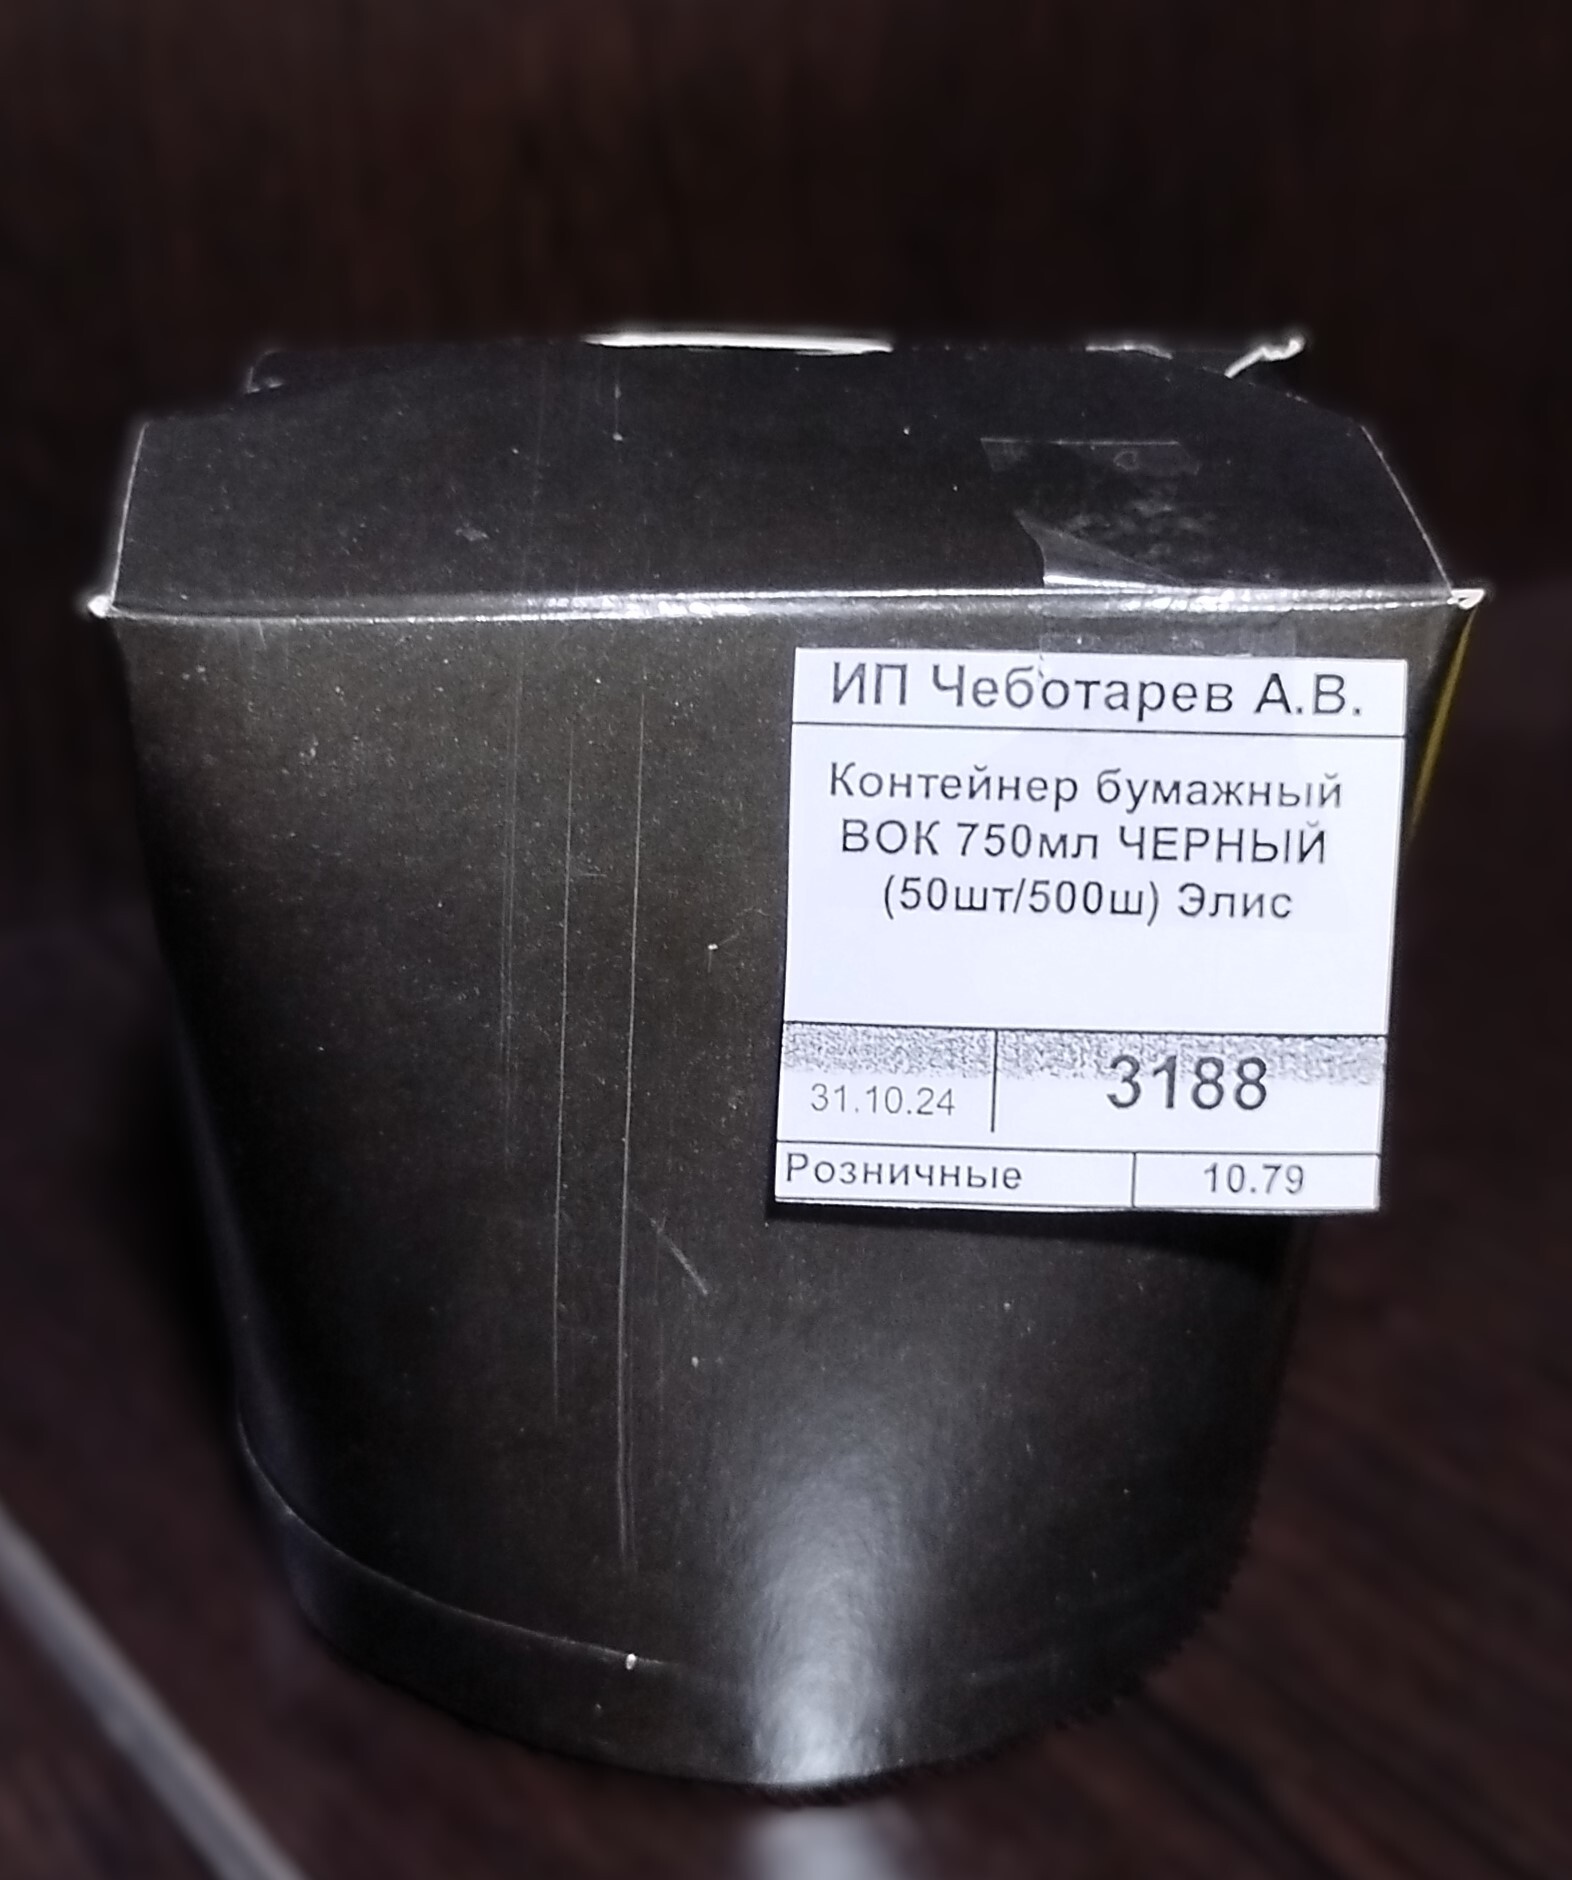 ИП Чеботарев А.В.
Контейнер бумажный
ВОК 750мл ЧЕРНЫЙ
(50шт/500ш) Элис
31.10.24
3188
Розничные
10.79